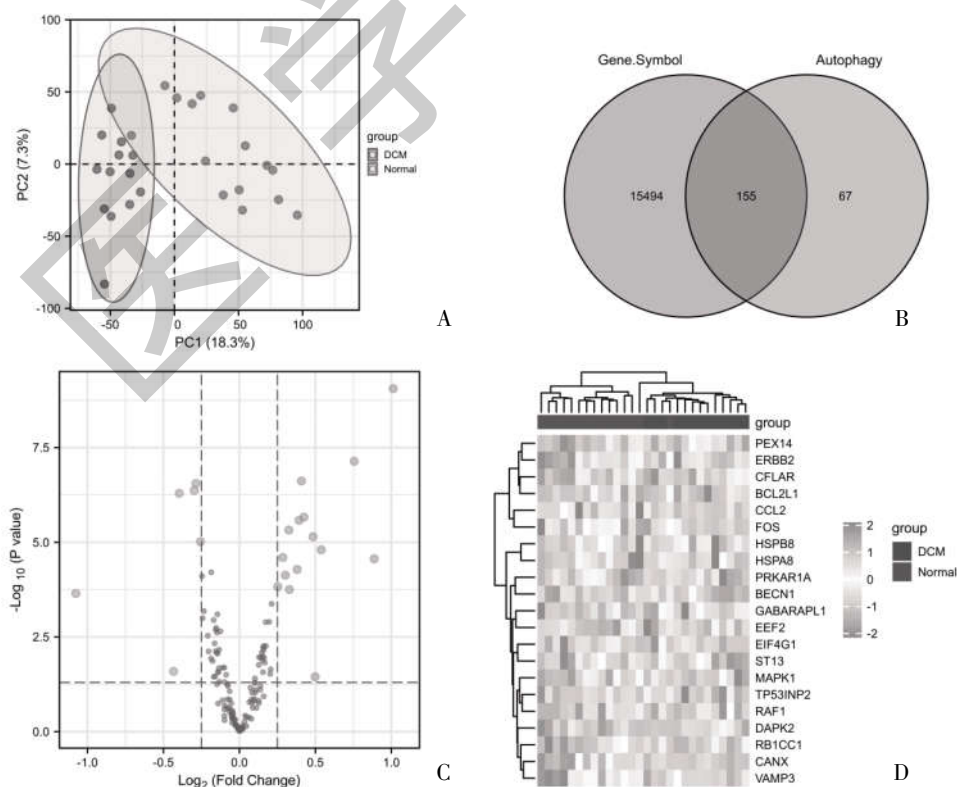 100
50
0
-50
-100
PC2 (7.3%)
-50
0
50
100
PC1 (18.3%)
group
DCM
Normal
A
Gene.Symbol
Autophagy
15494
155
67
B
7.5
5.0
2.5
0.0
-Log 10 (P value)
-1.0
-0.5
0.0
0.5
1.0
Log2 (Fold Change)
C
group
PEX14
ERBB2
CFLAR
BCL2L1
CCL2
FOS
HSPB8
HSPA8
PRKAR1A
BECN1
GABARAPL1
EEF2
EIF4G1
ST13
MAPK1
TP53INP2
RAF1
DAPK2
RB1CC1
CANX
VAMP3
2
1
0
-1
-2
group
DCM
Normal
D